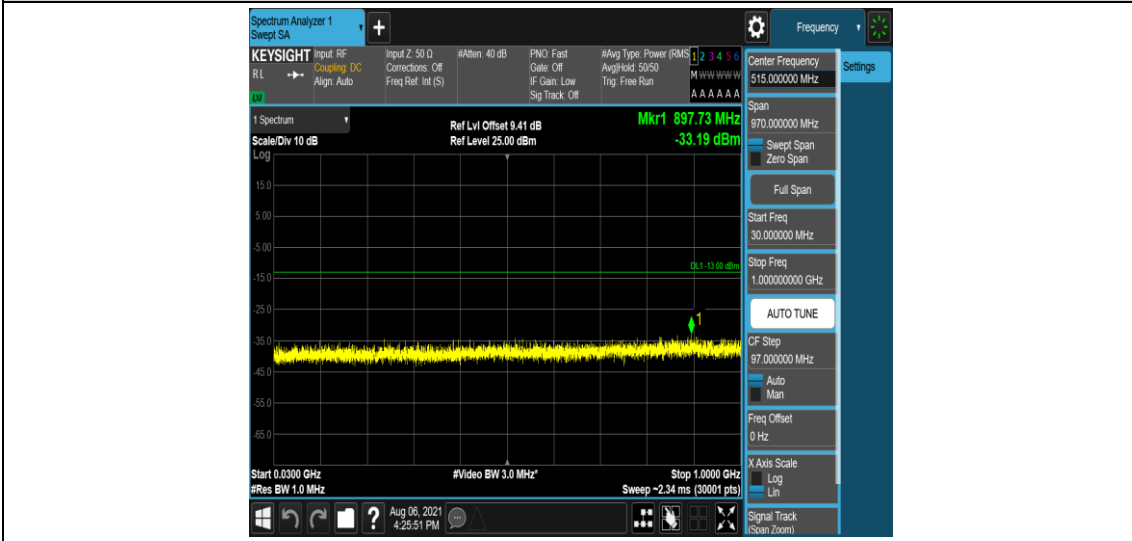 Spectrum Analyzer 1
Swept SA
+
Frequency
KEYSIGHT
RL
Input: RF
Coupling: DC
Align: Auto
Input Z: 50 Ω
Corrections: Off
Freq Ref: Int (S)
#Atten: 40 dB
PNO: Fast
Gate: Off
IF Gain: Low
Sig Track: Off
#Avg Type: Power (RMS
Avg|Hold: 50/50
Trig: Free Run
1 2 3 4 5 6
M W W W W W
A A A A A A
1 Spectrum
Scale/Div 10 dB
Log
Ref Lvl Offset 9.41 dB
Ref Level 25.00 dBm
Mkr1 897.73 MHz
-33.19 dBm
15.0
5.00
-5.00
DL1 -13.00 dBm
-15.0
-25.0
1
-35.0
-45.0
-55.0
-65.0
Start 0.0300 GHz
#Res BW 1.0 MHz
#Video BW 3.0 MHz*
Stop 1.0000 GHz
Sweep ~2.34 ms (30001 pts)
?
Aug 06, 2021
4:25:51 PM
Center Frequency
515.000000 MHz
Settings
Span
970.000000 MHz
Swept Span
Zero Span
Full Span
Start Freq
30.000000 MHz
Stop Freq
1.000000000 GHz
AUTO TUNE
CF Step
97.000000 MHz
Auto
Man
Freq Offset
0 Hz
X Axis Scale
Log
Lin
Signal Track
(Span Zoom)